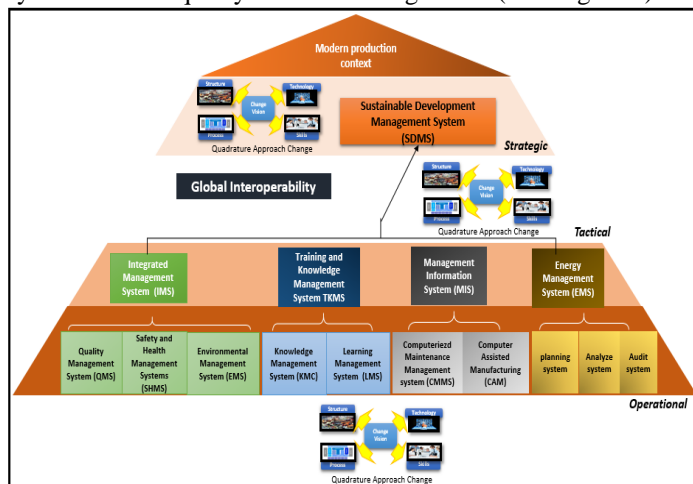 Modern production
context
Structure
Technology
Change
Vision
Process
Skills
Quadrature Approach Change
Sustainable Development
Management System
(SDMS)
Strategic
Global Interoperability
Structure
Technology
Change
Vision
Process
Skills
Quadrature Approach Change
Tactical
Integrated
Management
System (IMS)
Training and
Knowledge
Management
System TKMS
Management
Information
System (MIS)
Energy
Management
System (EMS)
Quality
Management
System (QMS)
Safety and
Health
Management
Systems
(SHMS)
Environmental
Management
System (EMS)
Knowledge
Management
System (KMC)
Learning
Management
System (LMS)
Computeriezd
Maintenance
Management
system (CMMS)
Computer
Assisted
Manufacturing
(CAM)
planning
system
Analyze
system
Audit
system
Operational
Structure
Technology
Change
Vision
Process
Skills
Quadrature Approach Change